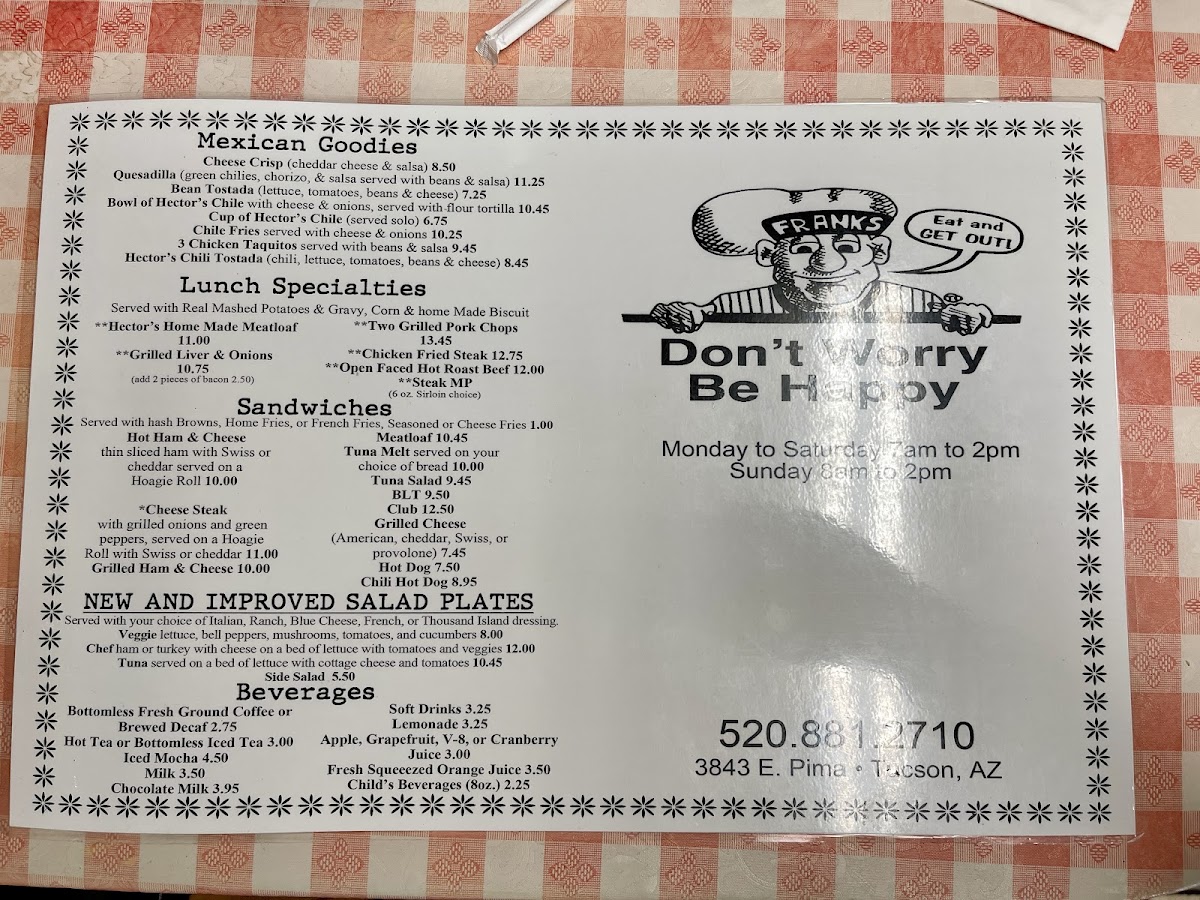 Mexican Goodies
Cheese Crisp (cheddar cheese & salsa) 8.50
Quesadilla (green chilies, chorizo, & salsa served with beans & salsa) 11.25
Bean Tostada (lettuce, tomatoes, beans & cheese) 7.25
Bowl of Hector's Chile with cheese & onions, served with flour tortilla 10.45
Cup of Hector's Chile (served solo) 6.75
Chile Fries served with cheese & onions 10.25
3 Chicken Taquitos served with beans & salsa 9.45
Hector's Chili Tostada (chili, lettuce, tomatoes, beans & cheese) 8.45
Lunch Specialties
Served with Real Mashed Potatoes & Gravy, Corn & home Made Biscuit
**Hector's Home Made Meatloaf
11.00
**Grilled Liver & Onions
10.75
(add 2 pieces of bacon 2.50)
**Two Grilled Pork Chops
13.45
**Chicken Fried Steak 12.75
**Open Faced Hot Roast Beef 12.00
**Steak MP
(6 oz. Sirloin choice)
Sandwiches
Served with hash Browns, Home Fries, or French Fries, Seasoned or Cheese Fries 1.00
Hot Ham & Cheese
thin sliced ham with Swiss or
cheddar served on a
Hoagie Roll 10.00
*Cheese Steak
with grilled onions and green
peppers, served on a Hoagie
Roll with Swiss or cheddar 11.00
Grilled Ham & Cheese 10.00
Meatloaf 10.45
Tuna Melt served on your
choice of bread 10.00
Tuna Salad 9.45
BLT 9.50
Club 12.50
Grilled Cheese
(American, cheddar, Swiss, or
provolone) 7.45
Hot Dog 7.50
Chili Hot Dog 8.95
NEW AND IMPROVED SALAD PLATES
Served with your choice of Italian, Ranch, Blue Cheese, French, or Thousand Island dressing.
Veggie lettuce, bell peppers, mushrooms, tomatoes, and cucumbers 8.00
Chef ham or turkey with cheese on a bed of lettuce with tomatoes and veggies 12.00
Tuna served on a bed of lettuce with cottage cheese and tomatoes 10.45
Side Salad 5.50
Beverages
Bottomless Fresh Ground Coffee or
Brewed Decaf 2.75
Hot Tea or Bottomless Iced Tea 3.00
Iced Mocha 4.50
Milk 3.50
Chocolate Milk 3.95
Soft Drinks 3.25
Lemonade 3.25
Apple, Grapefruit, V-8, or Cranberry
Juice 3.00
Fresh Squeeezed Orange Juice 3.50
Child's Beverages (8oz.) 2.25
FRANKS
Eat and
GET OUT!
Don't Worry
Be Happy
Monday to Saturday 7am to 2pm
Sunday 8am to 2pm
520.881.2710
3843 E. Pima • Tucson, AZ